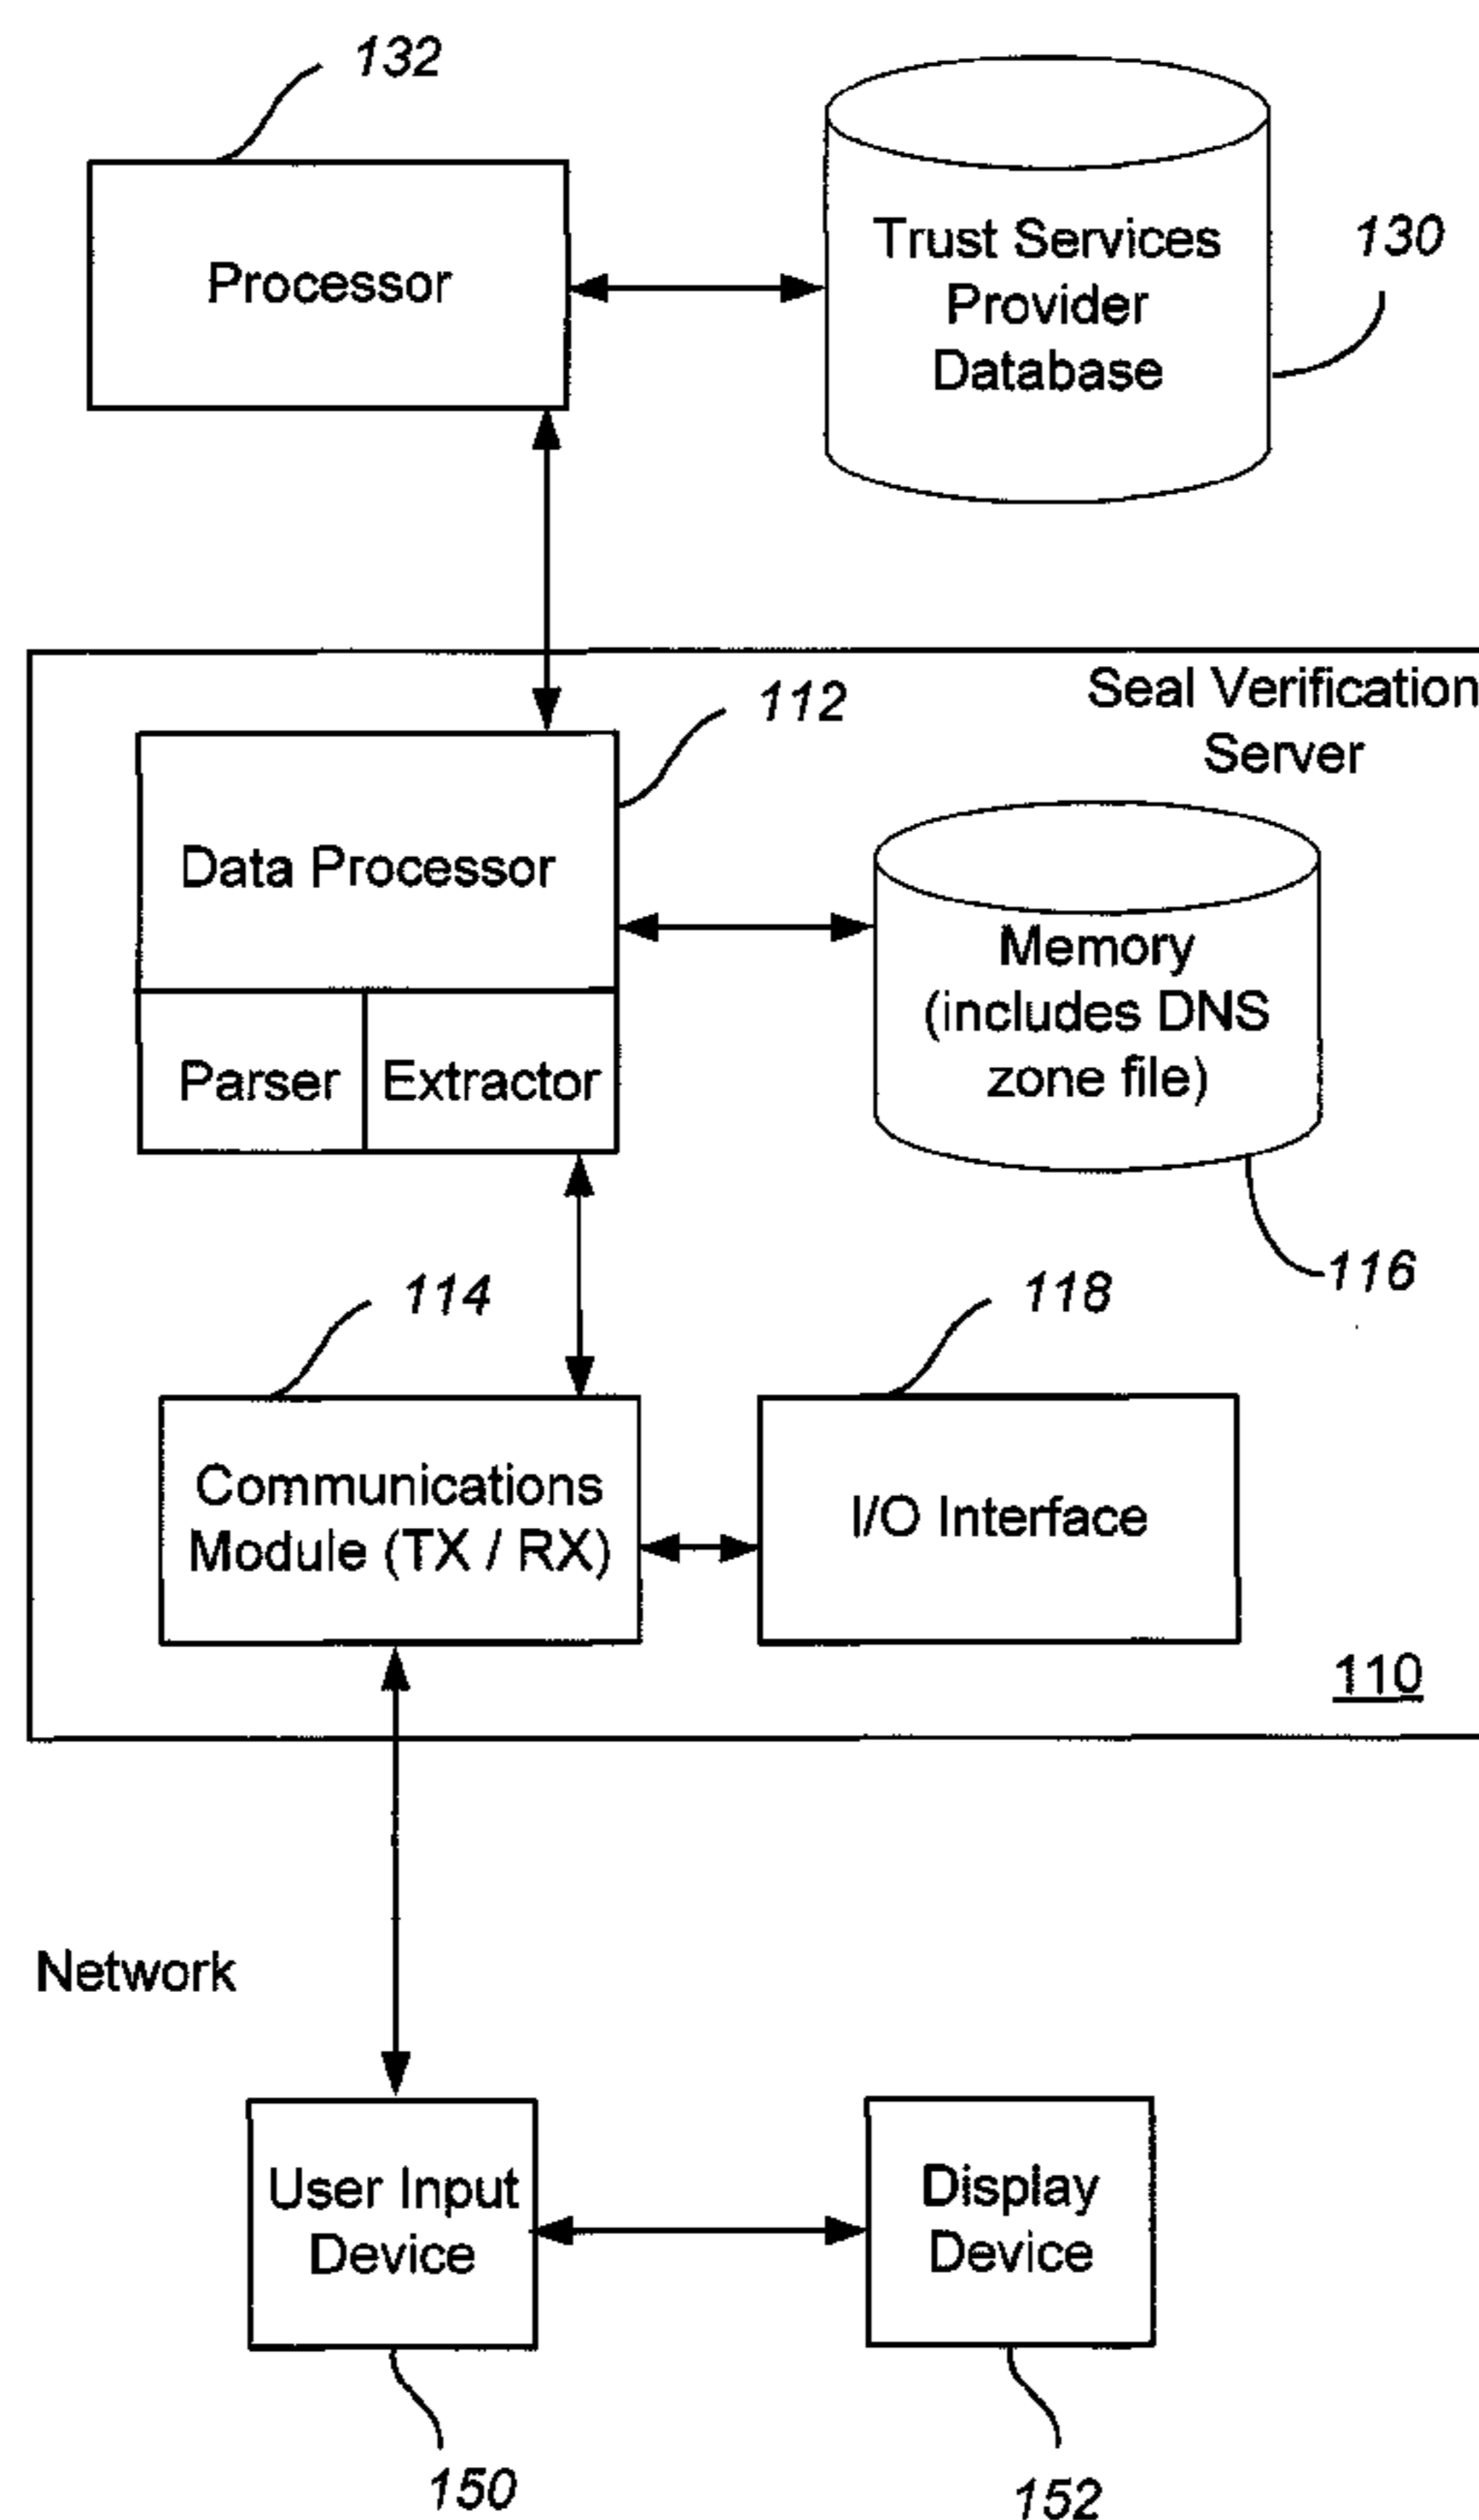 132
Processor
Trust Services
Provider
Database
130
Seal Verification
Server
112
Data Processor
Parser
Extractor
Memory
(includes DNS
zone file)
116
114
118
Communications
Module (TX / RX)
I/O Interface
110
Network
User Input
Device
Display
Device
150
152